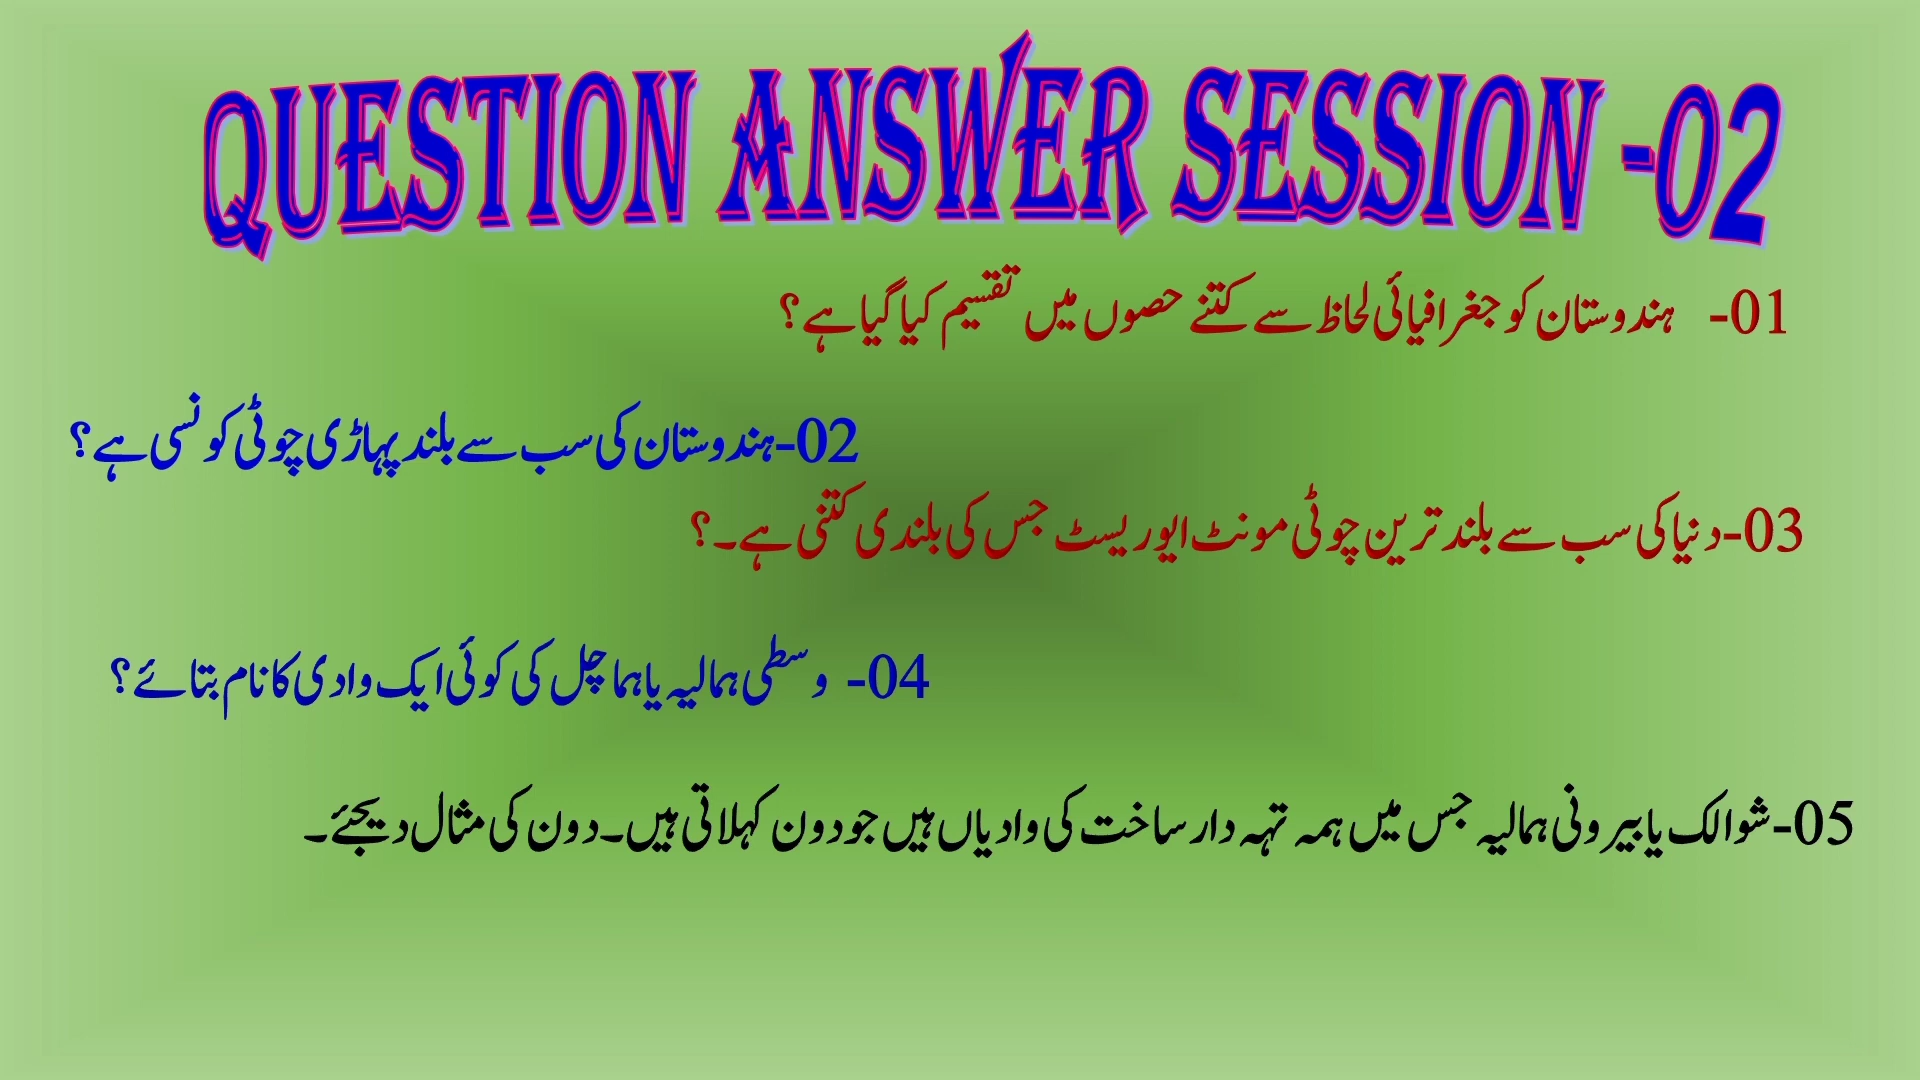 QUESTION ANSWER SESSION -02
01- ہندوستان کو جغرافیائی لحاظ سے کتنے حصوں میں تقسیم کیا گیا ہے؟
02-ہندوستان کی سب سے بلند پہاڑی چوٹی کونسی ہے؟
03-دنیا کی سب سے بلند ترین چوٹی مونٹ ایوریسٹ جس کی بلندی کتنی ہے۔؟
04- وسطی ہمالیہ یا ہماچل کی کوئی ایک وادی کا نام بتائے؟
05-شوالک یا بیرونی ہمالیہ جس میں ہمہ تہہ دار ساخت کی وادیاں ہیں جو دون کہلاتی ہیں۔دون کی مثال دیجئے۔